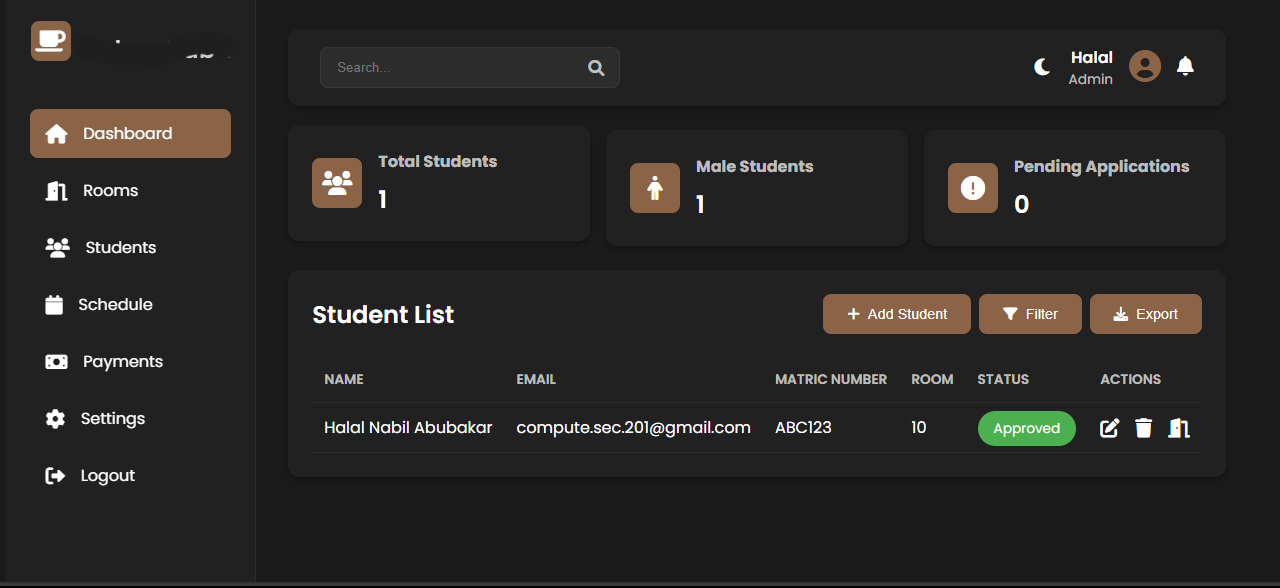 Search...
Halal
Admin
Dashboard
Rooms
Students
Schedule
Payments
Settings
Logout
Total Students
1
Male Students
1
Pending Applications
0
Student List
Add Student
Filter
Export
NAME EMAIL MATRIC NUMBER ROOM STATUS ACTIONS
Halal Nabil Abubakar compute.sec.201@gmail.com ABC123 10 Approved